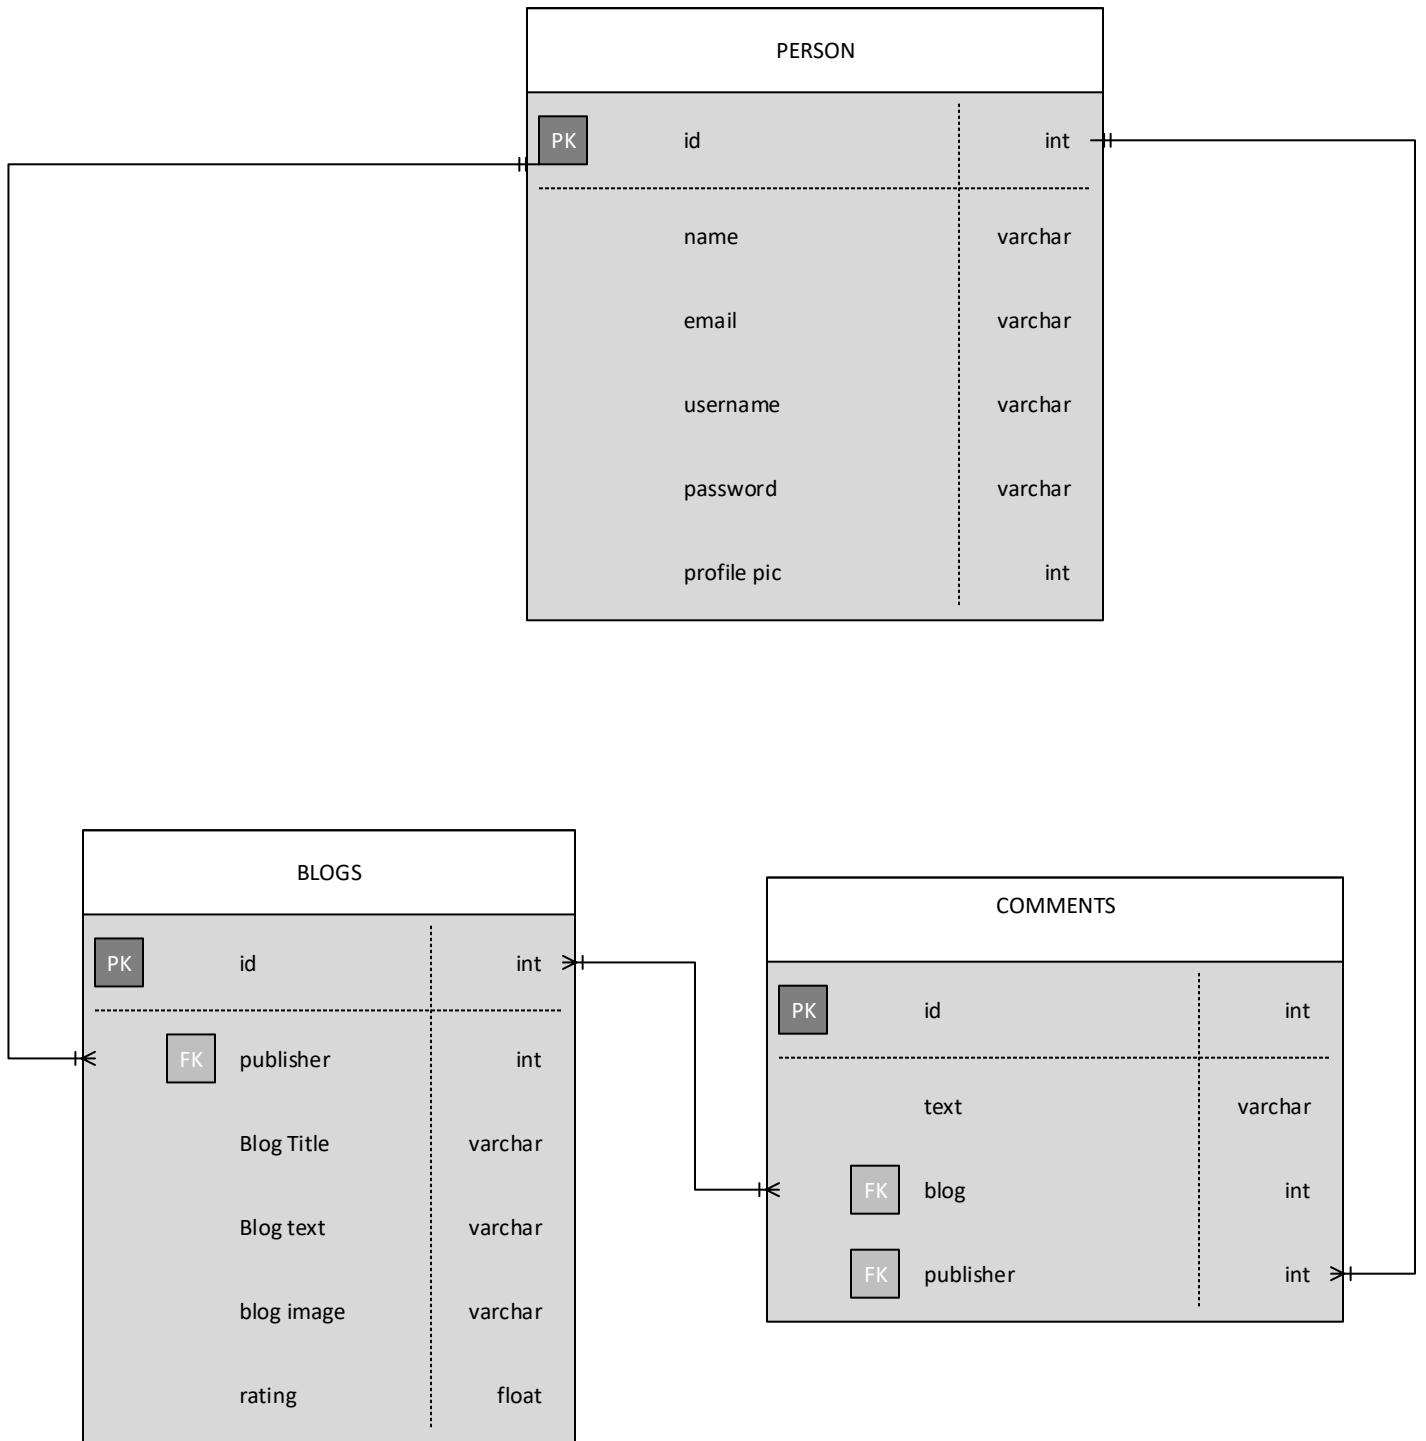 PERSON
PK id int
name varchar
email varchar
username varchar
password varchar
profile pic int
BLOGS
PK id int
FK publisher int
Blog Title varchar
Blog text varchar
blog image varchar
rating float
COMMENTS
PK id int
text varchar
FK blog int
FK publisher int